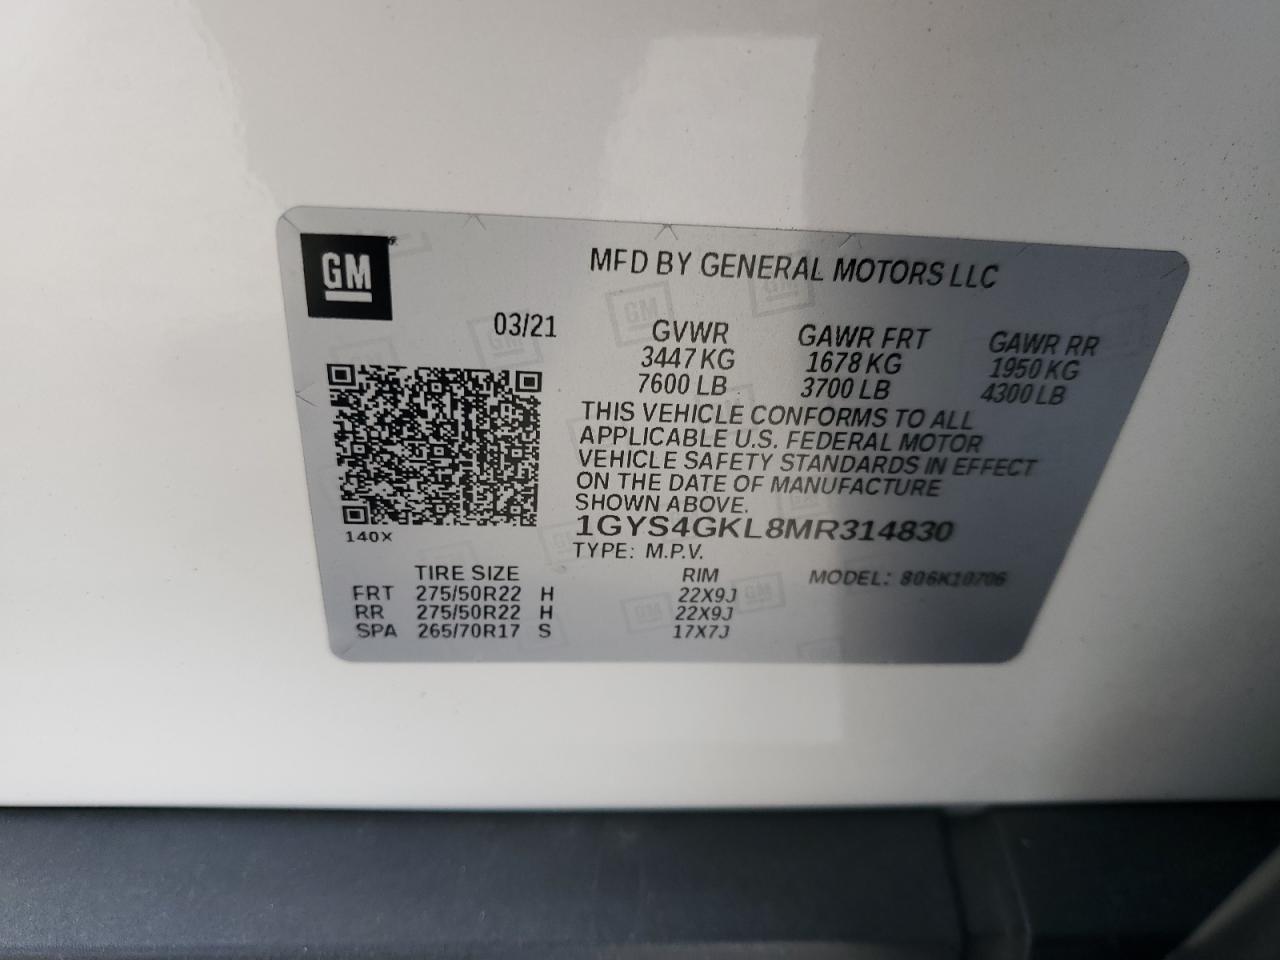 GM
MFD BY GENERAL MOTORS LLC
03/21
GVWR GAWR FRT GAWR RR
3447 KG 1678 KG 1950 KG
7600 LB 3700 LB 4300 LB
THIS VEHICLE CONFORMS TO ALL
APPLICABLE U.S. FEDERAL MOTOR
VEHICLE SAFETY STANDARDS IN EFFECT
ON THE DATE OF MANUFACTURE
SHOWN ABOVE.
1GYS4GKL8MR314830
140X
TYPE: M.P.V.
TIRE SIZE RIM MODEL: 806K10706
FRT 275/50R22 H 22X9J
RR 275/50R22 H 22X9J
SPA 265/70R17 S 17X7J